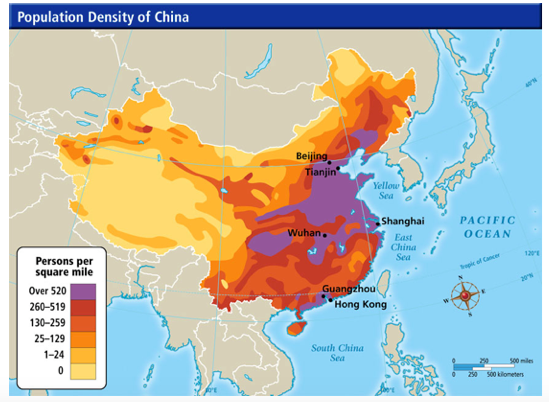 Population Density of China
40°N
Beijing
Tianjin
Yellow
Sea
Shanghai
PACIFIC
OCEAN
Wuhan
East
China
Sea
120°E
Tropic of Cancer
20°N
N
W
E
S
Guangzhou
Hong Kong
South China
Sea
Persons per
square mile
Over 520
260–519
130–259
25–129
1–24
0
0 250 500 miles
0 250 500 kilometers